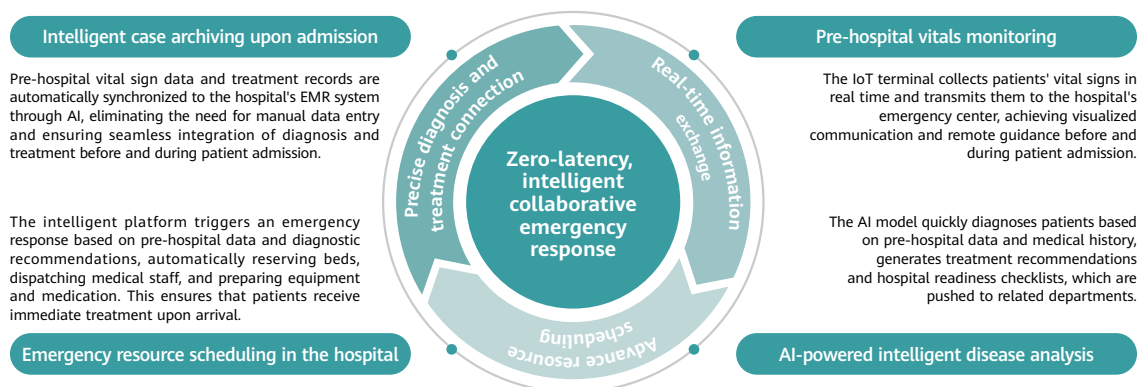 Intelligent case archiving upon admission
Pre-hospital vital sign data and treatment records are
automatically synchronized to the hospital's EMR system
through AI, eliminating the need for manual data entry
and ensuring seamless integration of diagnosis and
treatment before and during patient admission.
The intelligent platform triggers an emergency
response based on pre-hospital data and diagnostic
recommendations, automatically reserving beds,
dispatching medical staff, and preparing equipment
and medication. This ensures that patients receive
immediate treatment upon arrival.
Emergency resource scheduling in the hospital
Precise diagnosis and
treatment connection
Real-time information
exchange
Zero-latency,
intelligent
collaborative
emergency
response
Advance resource
scheduling
Pre-hospital vitals monitoring
The IoT terminal collects patients' vital signs in
real time and transmits them to the hospital's
emergency center, achieving visualized
communication and remote guidance before and
during patient admission.
The AI model quickly diagnoses patients based
on pre-hospital data and medical history,
generates treatment recommendations
and hospital readiness checklists, which are
pushed to related departments.
AI-powered intelligent disease analysis